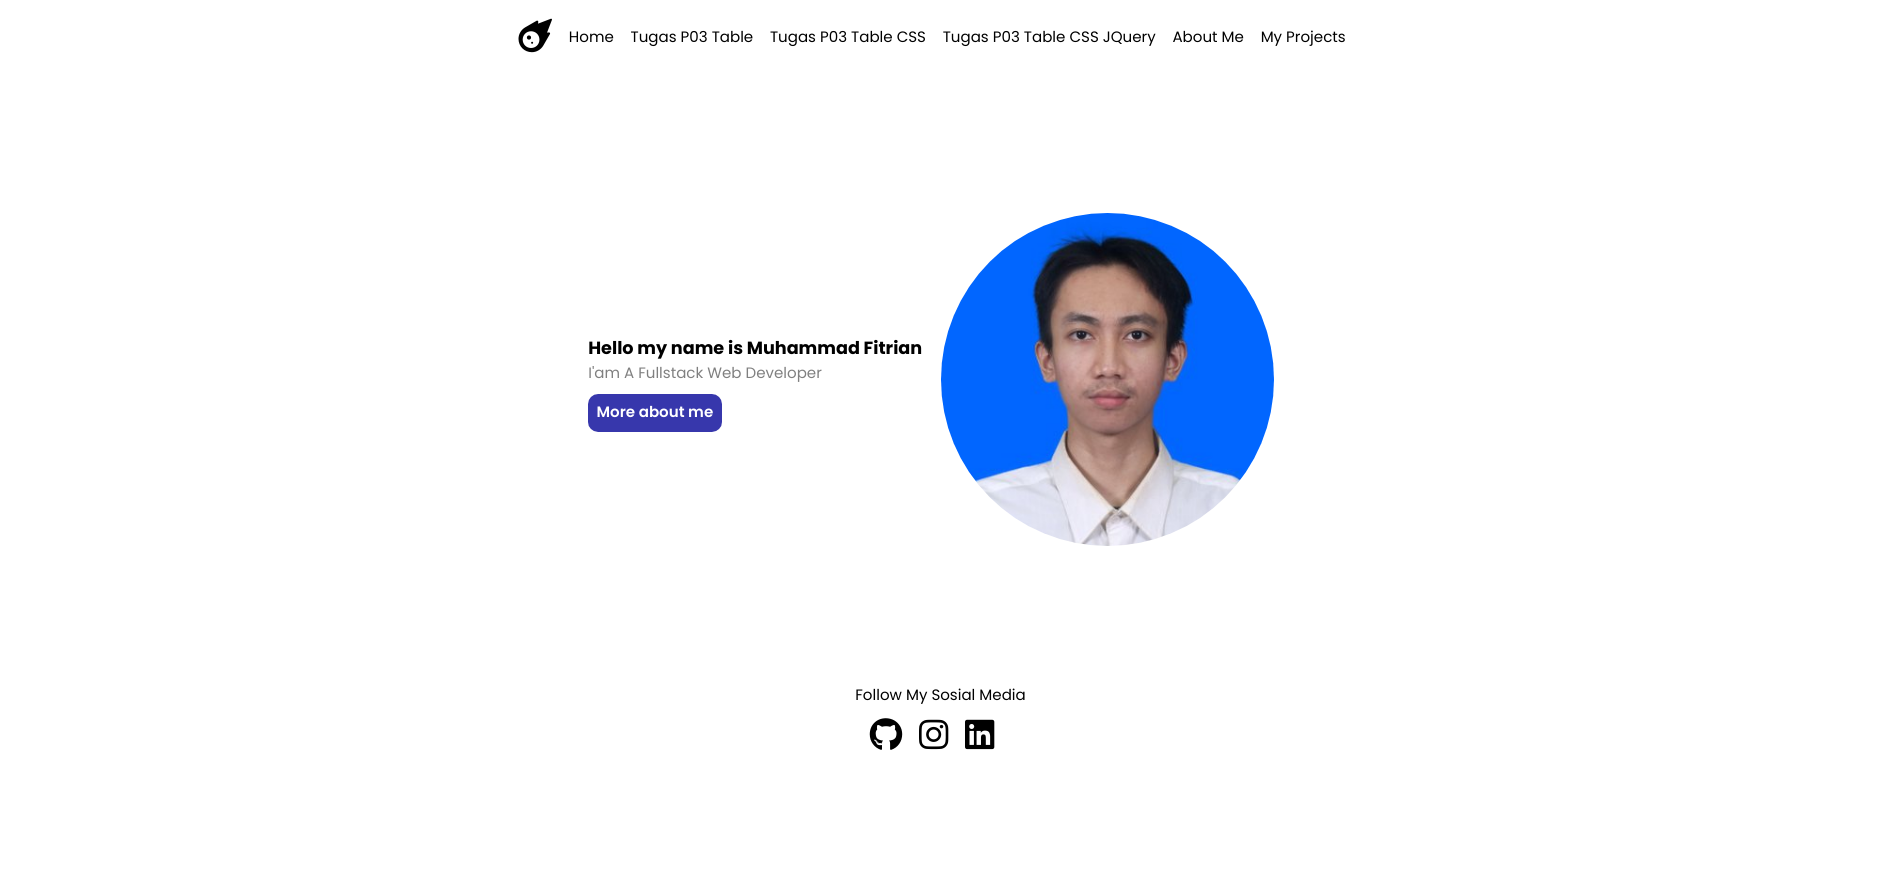 Home Tugas P03 Table Tugas P03 Table CSS Tugas P03 Table CSS JQuery About Me My Projects
Hello my name is Muhammad Fitrian
I'am A Fullstack Web Developer
More about me
Follow My Sosial Media